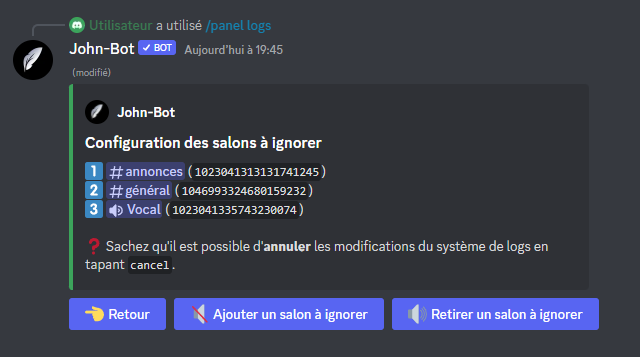 Utilisateur a utilisé /panel logs
John-Bot ✓ BOT Aujourd'hui à 19:45
(modifié)
John-Bot
Configuration des salons à ignorer
1 # annonces (1023041313131741245)
2 # général (1046993324680159232)
3 Vocal (1023041335743230074)
❓ Sachez qu'il est possible d'annuler les modifications du système de logs en
tapant cancel.
Retour Ajouter un salon à ignorer Retirer un salon à ignorer